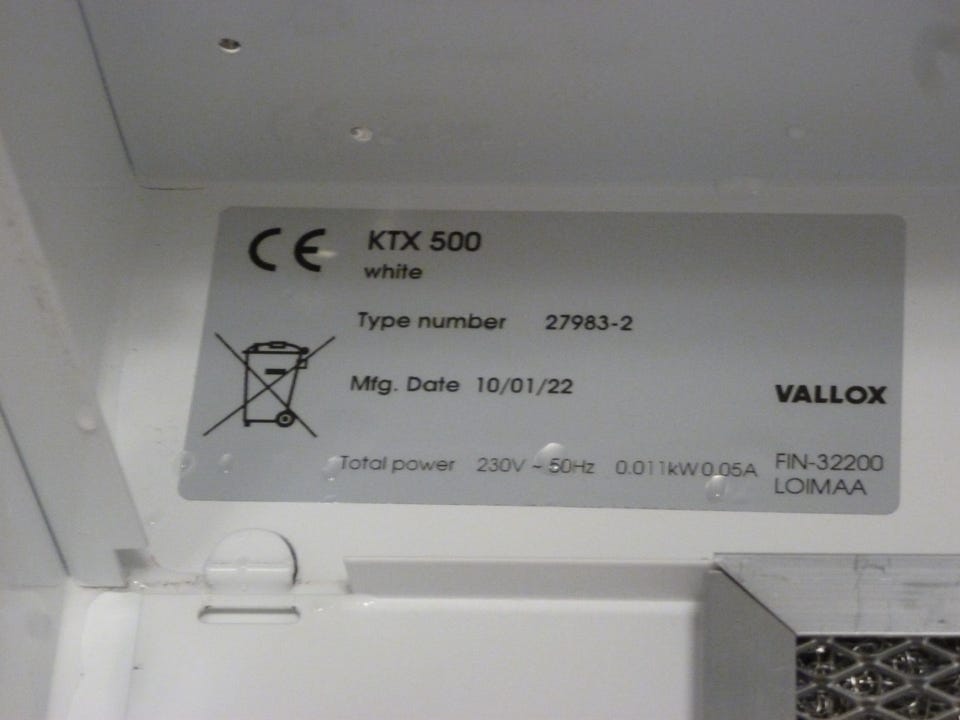 CE
KTX 500
white
Type number 27983-2
Mfg. Date 10/01/22
VALLOX
Total power 230V ~ 50Hz 0.011kW 0.05A
FIN-32200
LOIMAA